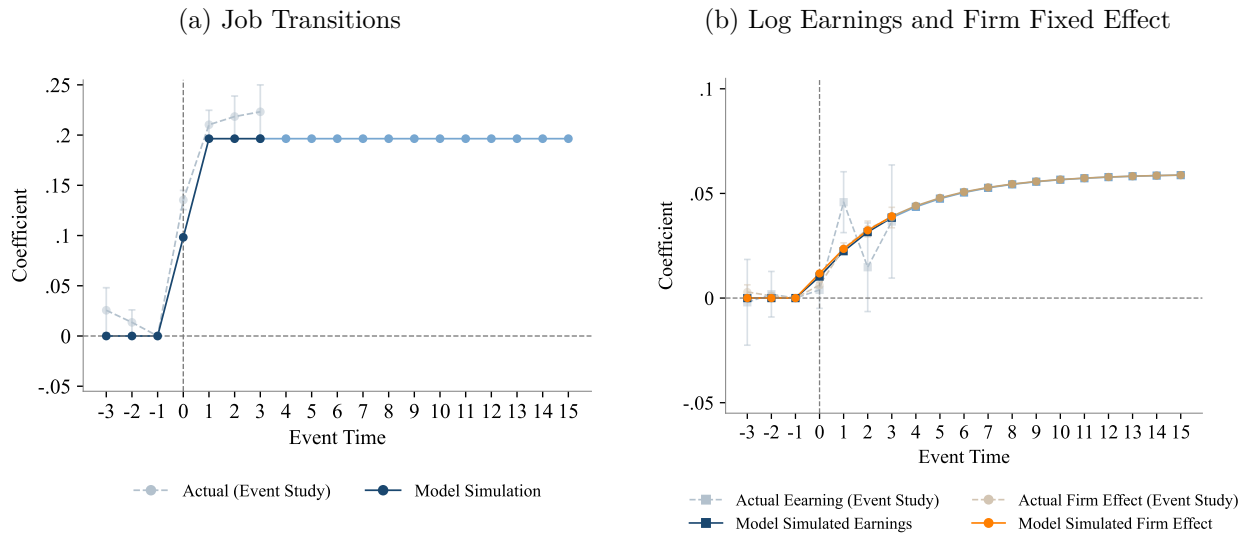 (a) Job Transitions
.25
.2
.15
.1
.05
0
-.05
Coefficient
-3 -2 -1 0 1 2 3 4 5 6 7 8 9 10 11 12 13 14 15
Event Time
Actual (Event Study) Model Simulation
(b) Log Earnings and Firm Fixed Effect
.1
.05
0
-.05
Coefficient
-3 -2 -1 0 1 2 3 4 5 6 7 8 9 10 11 12 13 14 15
Event Time
Actual Eearning (Event Study) Actual Firm Effect (Event Study)
Model Simulated Earnings Model Simulated Firm Effect